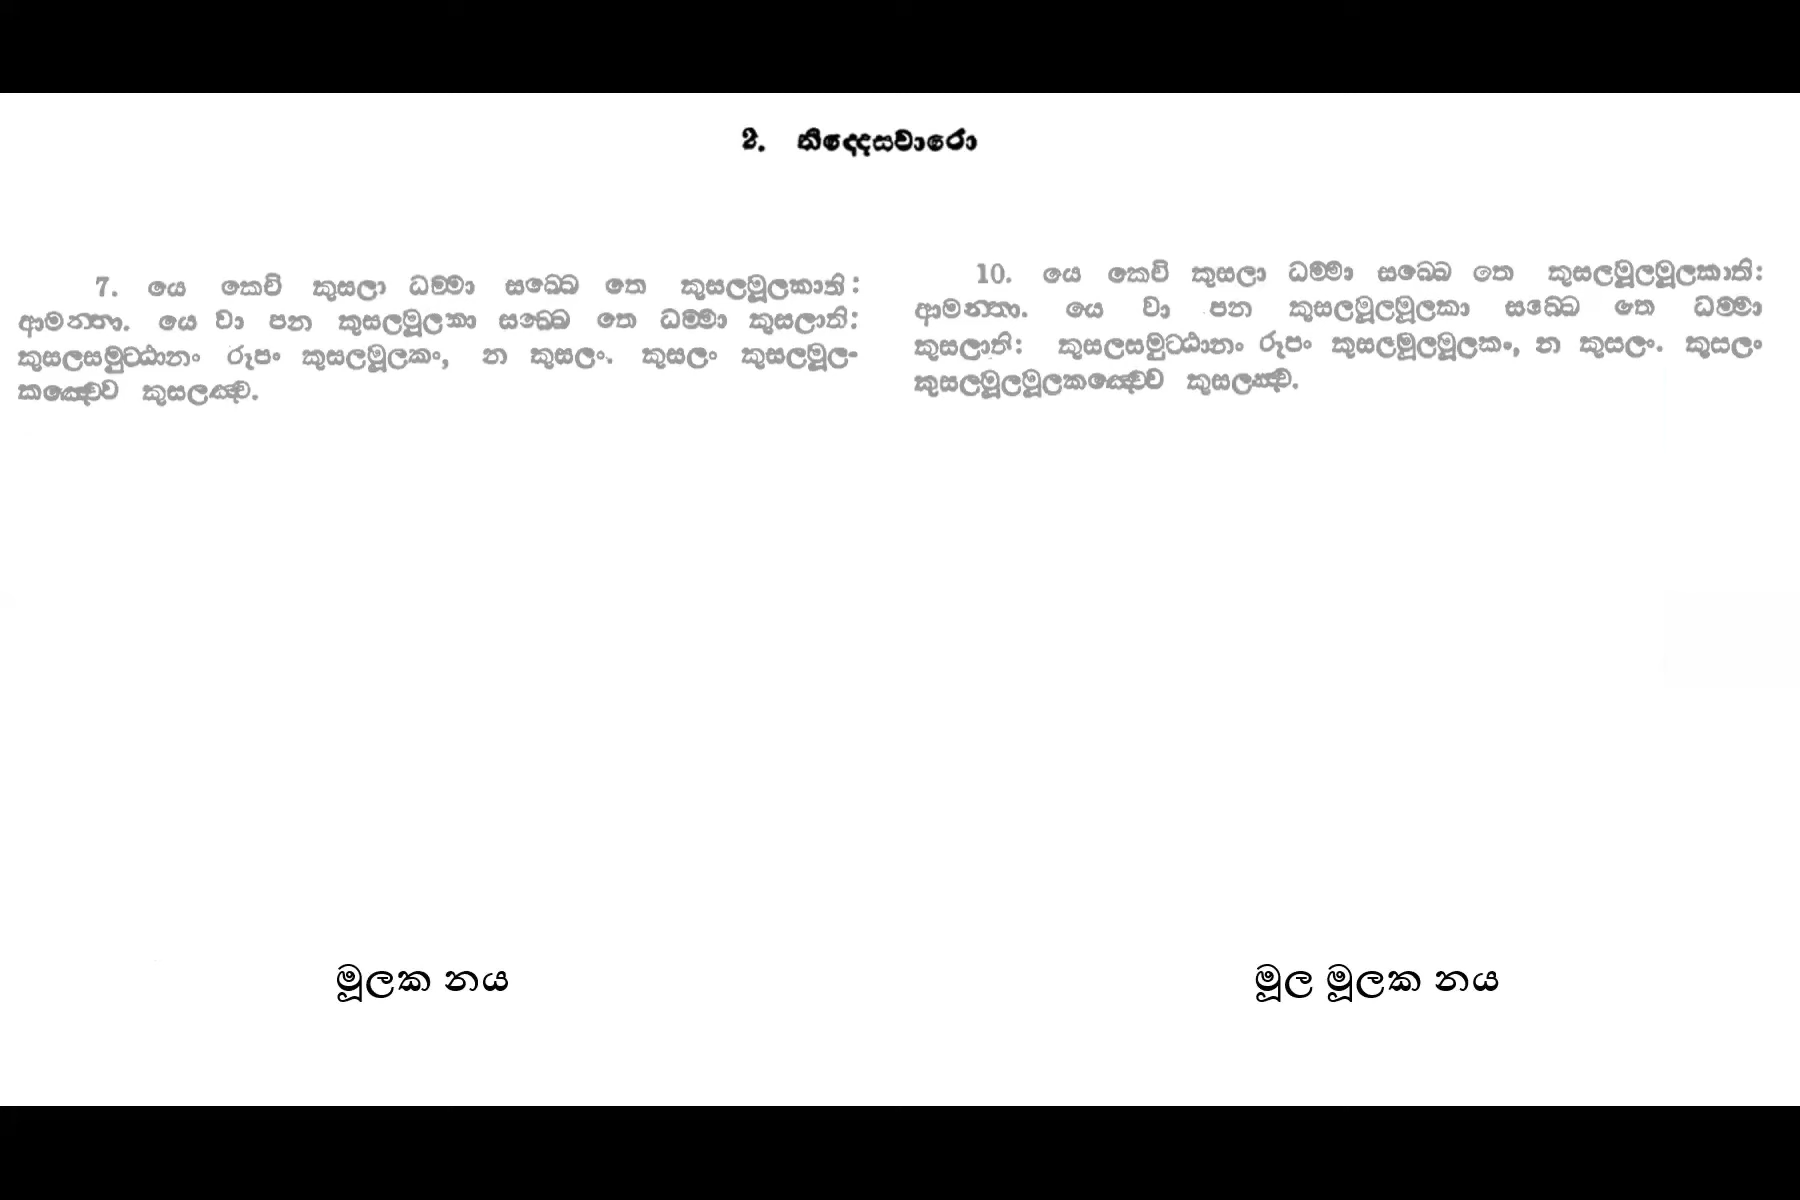 2. නිද්දෙසවාරො
7. යෙ කෙචි කුසලා ධම්මා සබ්බෙ තෙ කුසලමූලකාති:
ආමන්තා. යෙ වා පන කුසලමූලකා සබ්බෙ තෙ ධම්මා කුසලාති:
කුසලසමුට්ඨානං රූපං කුසලමූලකං, න කුසලං. කුසලං කුසලමූල-
කඤ්චෙව කුසලඤ්ච.
10. යෙ කෙචි කුසලා ධම්මා සබ්බෙ තෙ කුසලමූලමූලකාති:
ආමන්තා. යෙ වා පන කුසලමූලමූලකා සබ්බෙ තෙ ධම්මා
කුසලාති: කුසලසමුට්ඨානං රූපං කුසලමූලමූලකං, න කුසලං. කුසලං
කුසලමූලමූලකඤ්චෙව කුසලඤ්ච.
මූලක නය
මූල මූලක නය